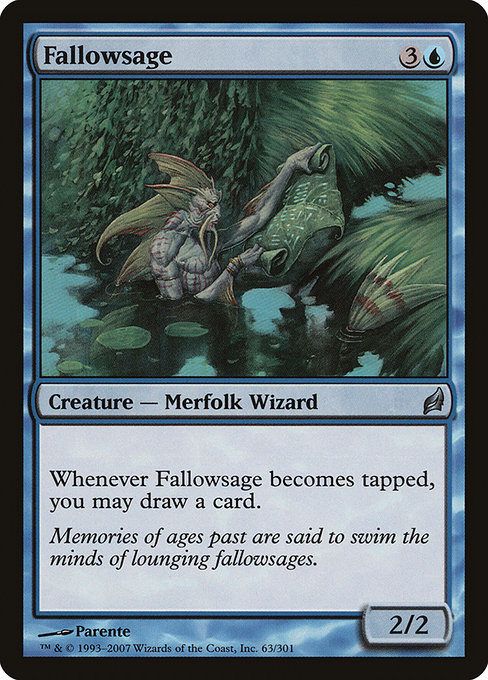 Fallowsage 3
Creature — Merfolk Wizard
Whenever Fallowsage becomes tapped,
you may draw a card.
Memories of ages past are said to swim the
minds of lounging fallowsages.
2/2
Parente
™ & © 1993–2007 Wizards of the Coast, Inc. 63/301